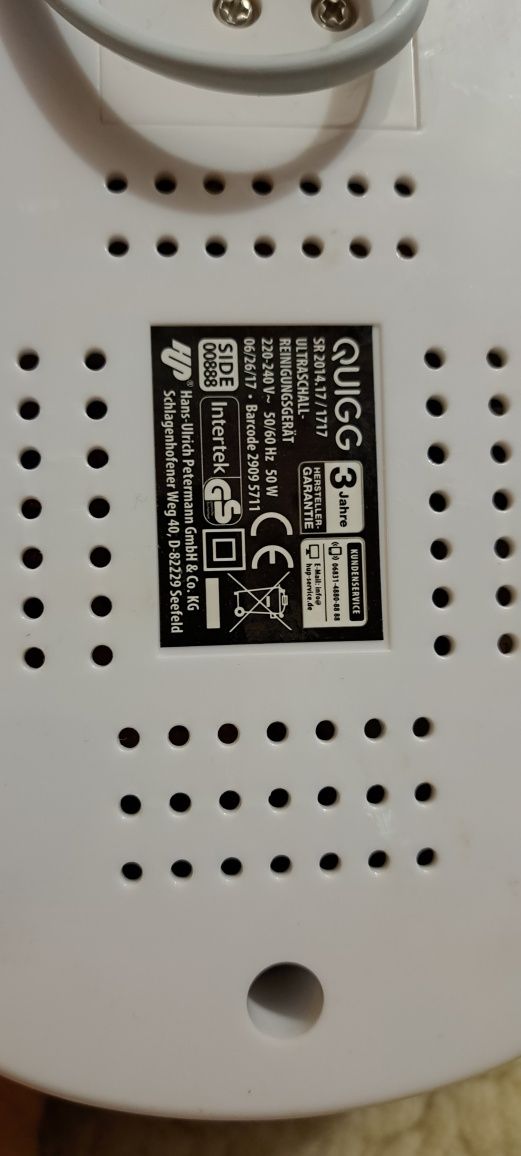 QUIGG
SR 2014.17 / 1717
ULTRASCHALL-
REINIGUNGSGERÄT
220-240 V~ 50/60 Hz 50 W
06/26/17 • Barcode 2909 5711
3 Jahre
HERSTELLER-
GARANTIE
KUNDENSERVICE
06831-4880-88 88
E-Mail: info@
hup-service.de
CE
SIDE
00888
Intertek
GS
Hans-Ulrich Petermann GmbH & Co. KG
Schlagenhofener Weg 40, D-82229 Seefeld